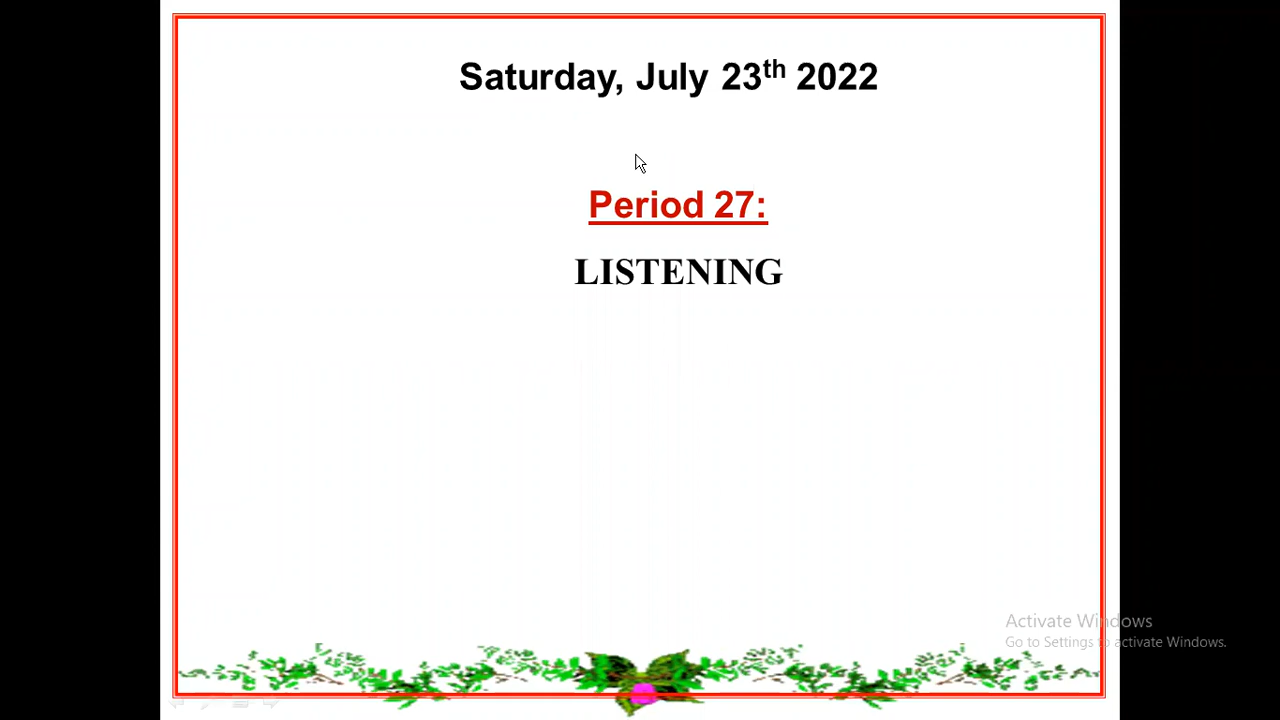 Saturday, July 23th 2022
Period 27:
LISTENING
Activate Windows
Go to Settings to activate Windows.